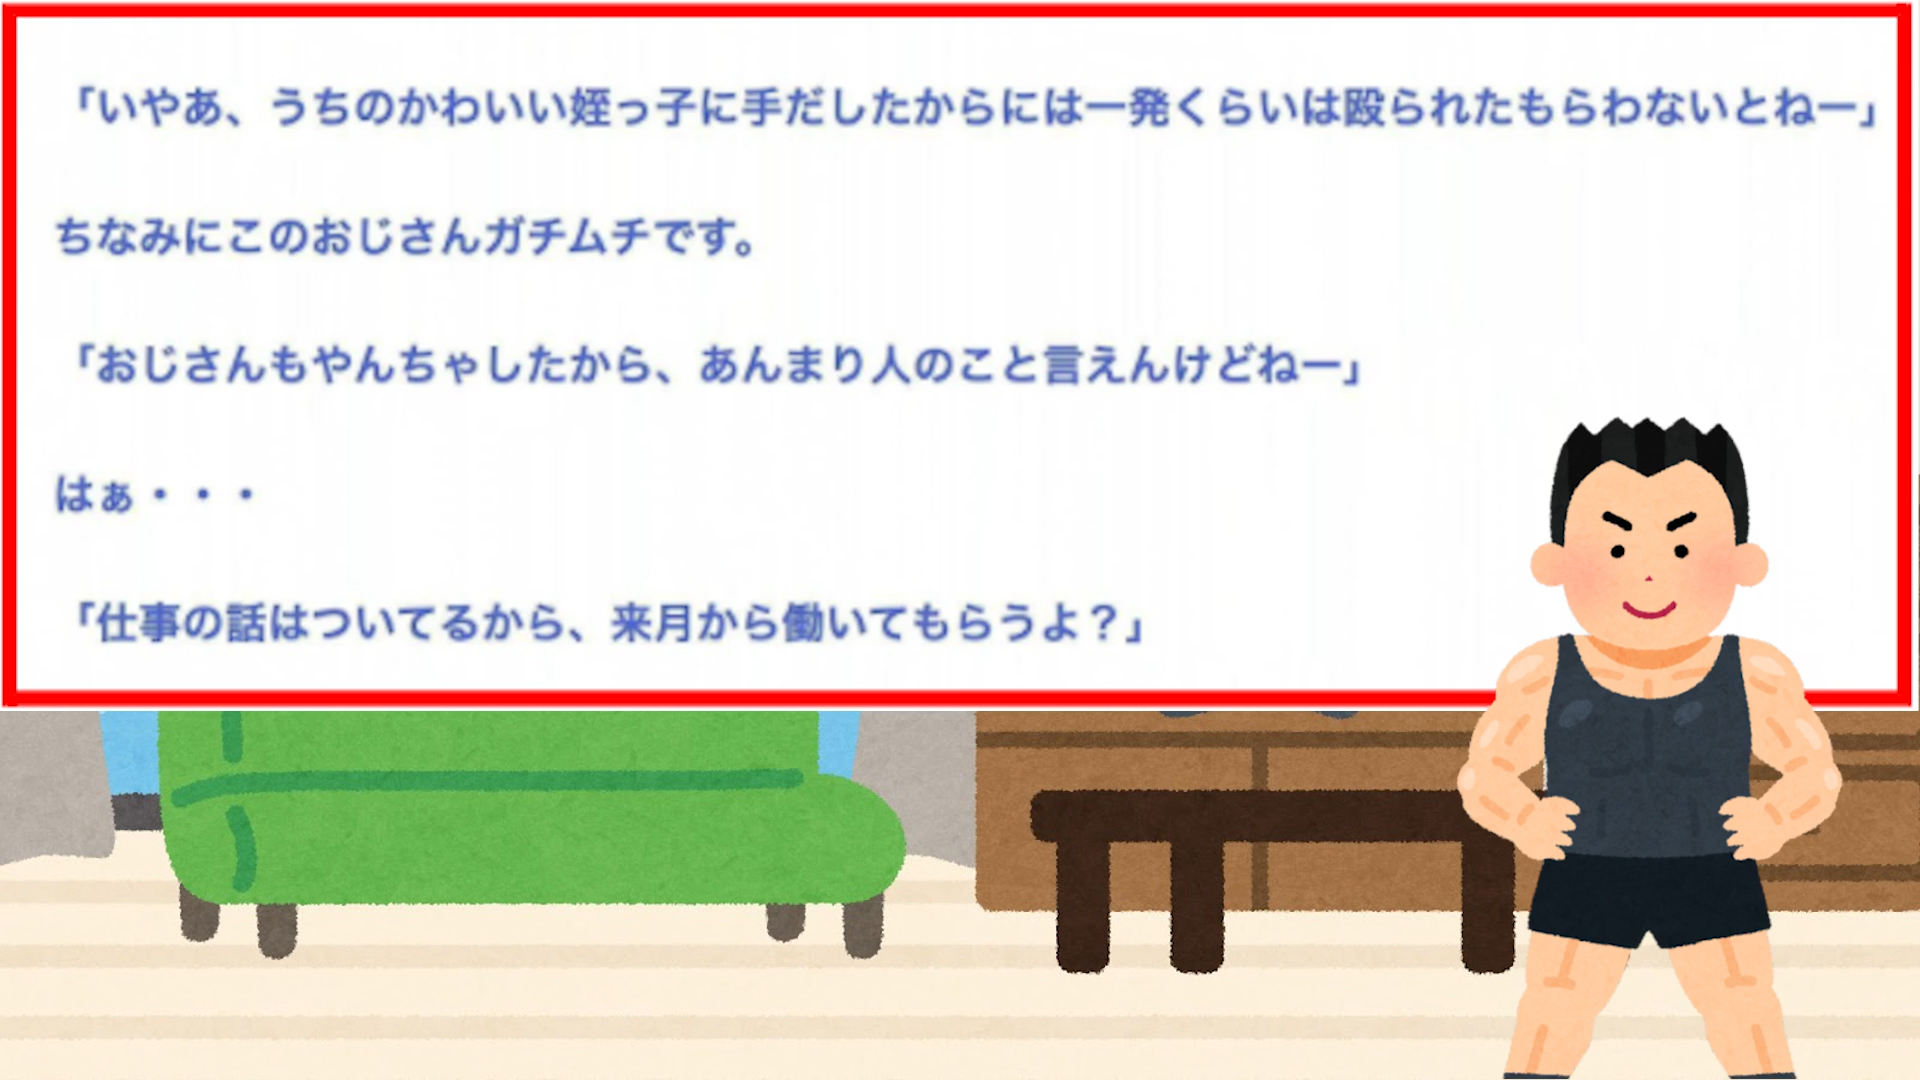 「いやあ、うちのかわいい姪っ子に手だしたからには一発くらいは殴られたもらわないとねー」
ちなみにこのおじさんガチムチです。
「おじさんもやんちゃしたから、あんまり人のこと言えんけどねー」
はぁ・・・
「仕事の話はついてるから、来月から働いてもらうよ？」